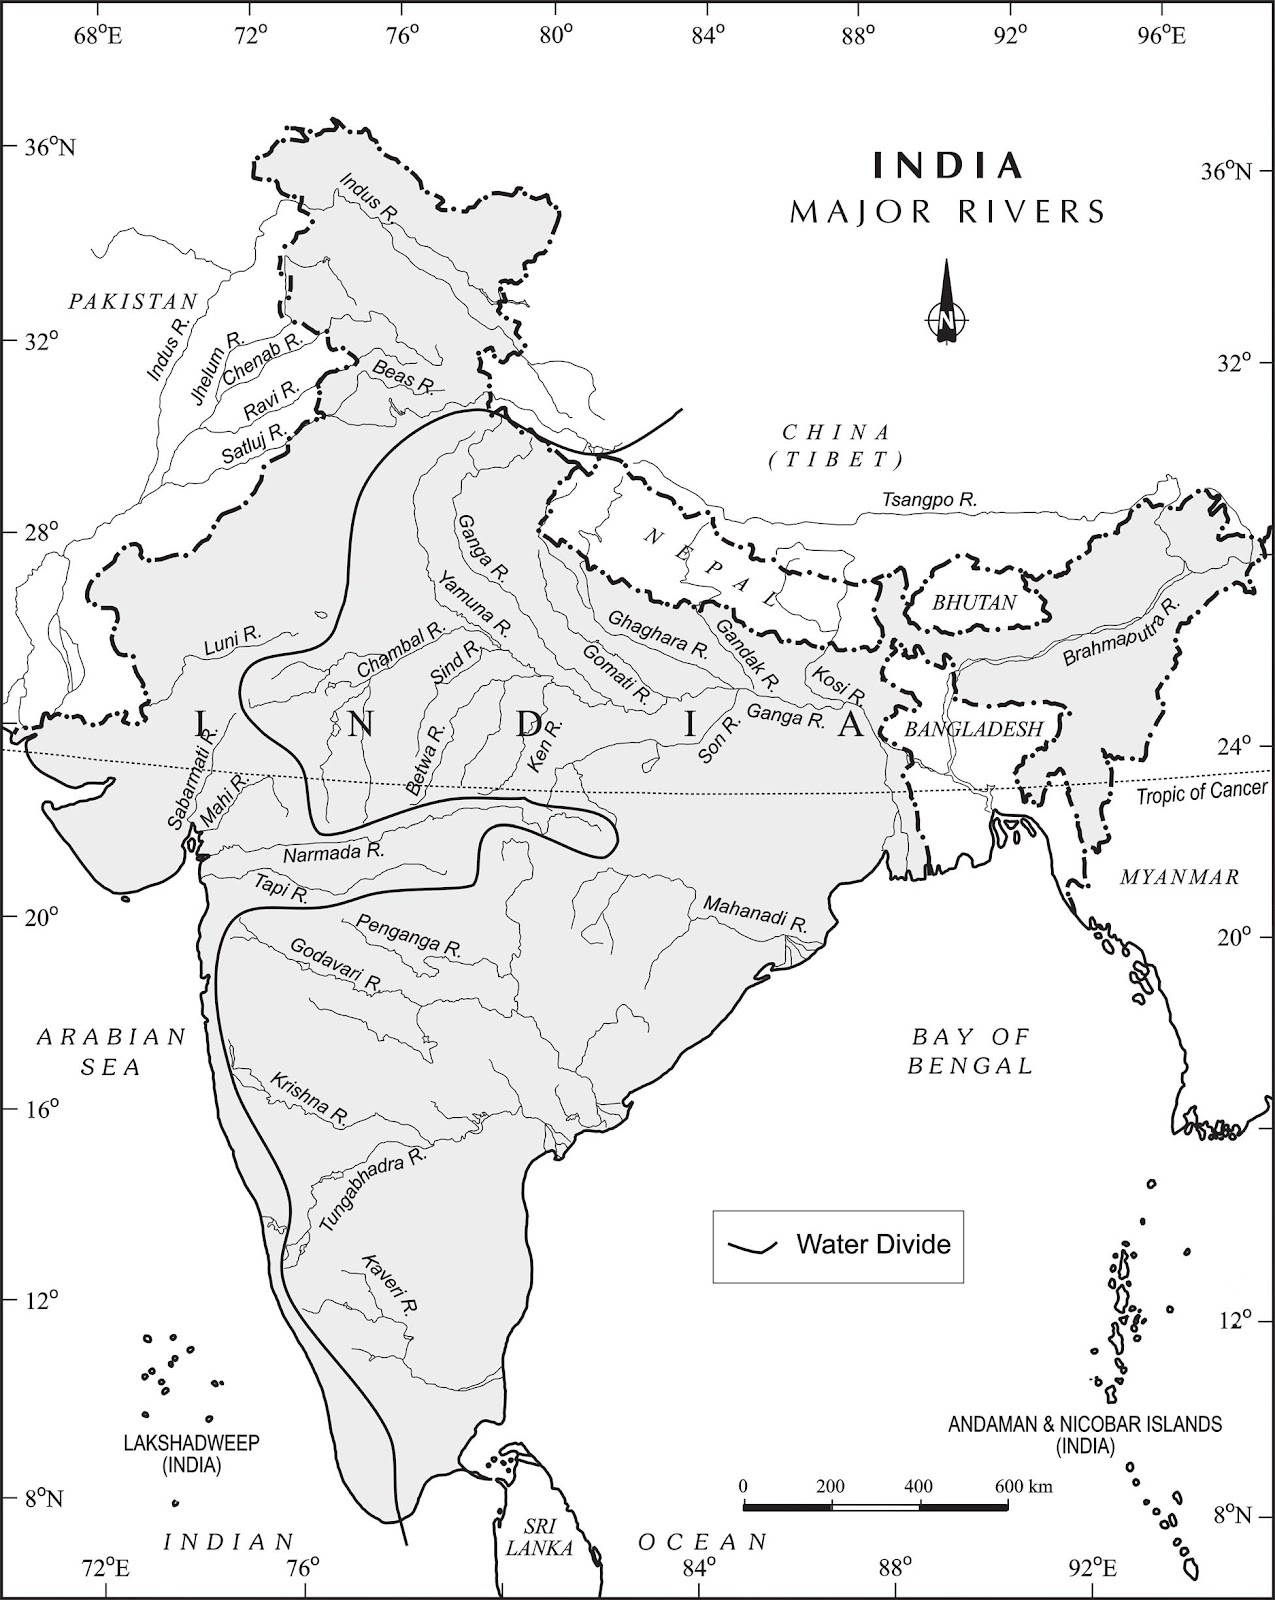 68°E 72° 76° 80° 84° 88° 92° 96°E
36°N
INDIA
MAJOR RIVERS
36°N
Indus R.
N
PAKISTAN
Indus R.
Jhelum R.
Chenab R.
Beas R.
Ravi R.
Satluj R.
32°
32°
CHINA
(TIBET)
Tsangpo R.
28°
Ganga R.
NEPAL
BHUTAN
Yamuna R.
Luni R.
Chambal R.
Sind R.
Ghaghara R.
Gomati R.
Gandak R.
Kosi R.
Brahmaputra R.
INDIA
Ganga R.
BANGLADESH
Sabarmati R.
Mahi R.
Betwa R.
Ken R.
Son R.
24°
Tropic of Cancer
Narmada R.
Tapi R.
MYANMAR
20°
Penganga R.
Mahanadi R.
20°
Godavari R.
ARABIAN
SEA
BAY OF
BENGAL
16°
Krishna R.
Tungabhadra R.
Water Divide
Kaveri R.
12°
12°
LAKSHADWEEP
(INDIA)
ANDAMAN & NICOBAR ISLANDS
(INDIA)
8°N
0 200 400 600 km
8°N
SRI
LANKA
INDIAN OCEAN
72°E 76° 84° 88° 92°E